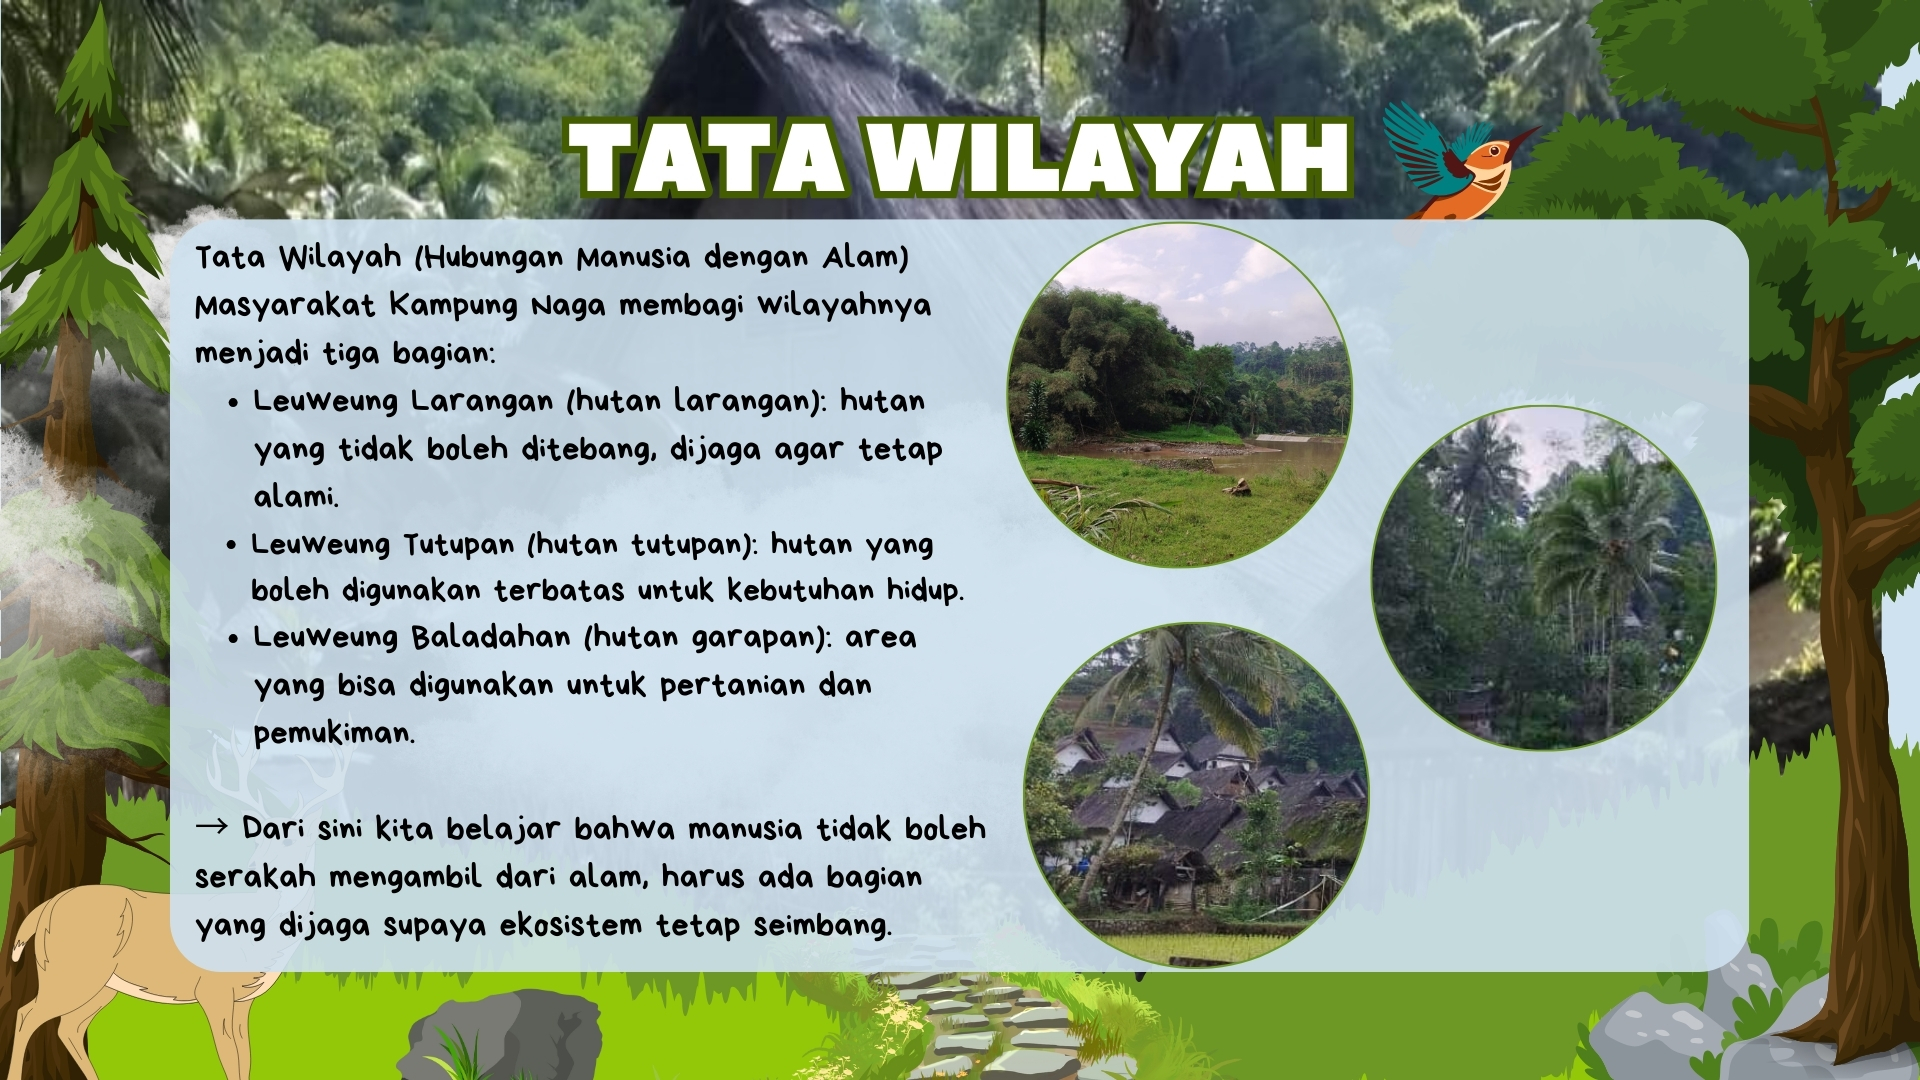 TATA WILAYAH
Tata Wilayah (Hubungan Manusia dengan Alam)
Masyarakat Kampung Naga membagi wilayahnya
menjadi tiga bagian:
• Leuweung Larangan (hutan larangan): hutan
yang tidak boleh ditebang, dijaga agar tetap
alami.
• Leuweung Tutupan (hutan tutupan): hutan yang
boleh digunakan terbatas untuk kebutuhan hidup.
• Leuweung Baladahan (hutan garapan): area
yang bisa digunakan untuk pertanian dan
pemukiman.
→ Dari sini kita belajar bahwa manusia tidak boleh
serakah mengambil dari alam, harus ada bagian
yang dijaga supaya ekosistem tetap seimbang.